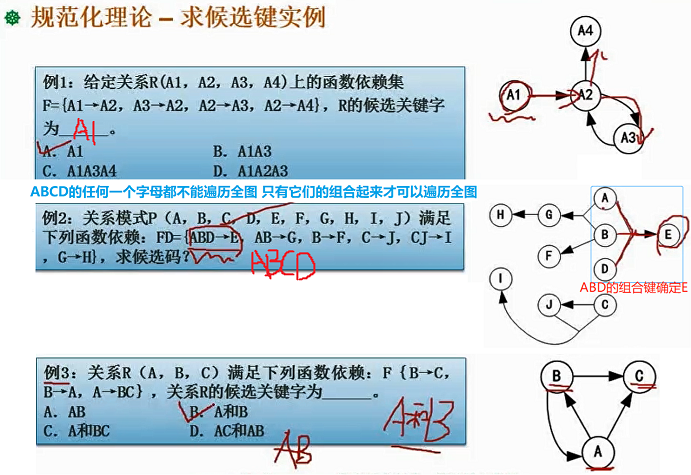 规范化理论 – 求候选键实例
例1：给定关系R(A1，A2，A3，A4)上的函数依赖集
F={A1→A2，A3→A2，A2→A3，A2→A4}，R的候选关键字
为______。
A1
A．A1
B．A1A3
C．A1A3A4
D．A1A2A3
A4
A1
A2
A3
ABCD的任何一个字母都不能遍历全图 只有它们的组合起来才可以遍历全图
例2：关系模式P（A，B，C，D，E，F，G，H，I，J）满足
下列函数依赖：FD={ABD→E，AB→G，B→F，C→J，CJ→I
，G→H}，求候选码？
ABCD
A
H
G
B
E
F
D
I
J
C
ABD的组合键确定E
例3：关系R（A，B，C）满足下列函数依赖：F｛B→C，
B→A，A→BC｝，关系R的候选关键字为______。
A．AB
B．A和B
C．A和BC
D．AC和AB
A和B
AB
B
C
A